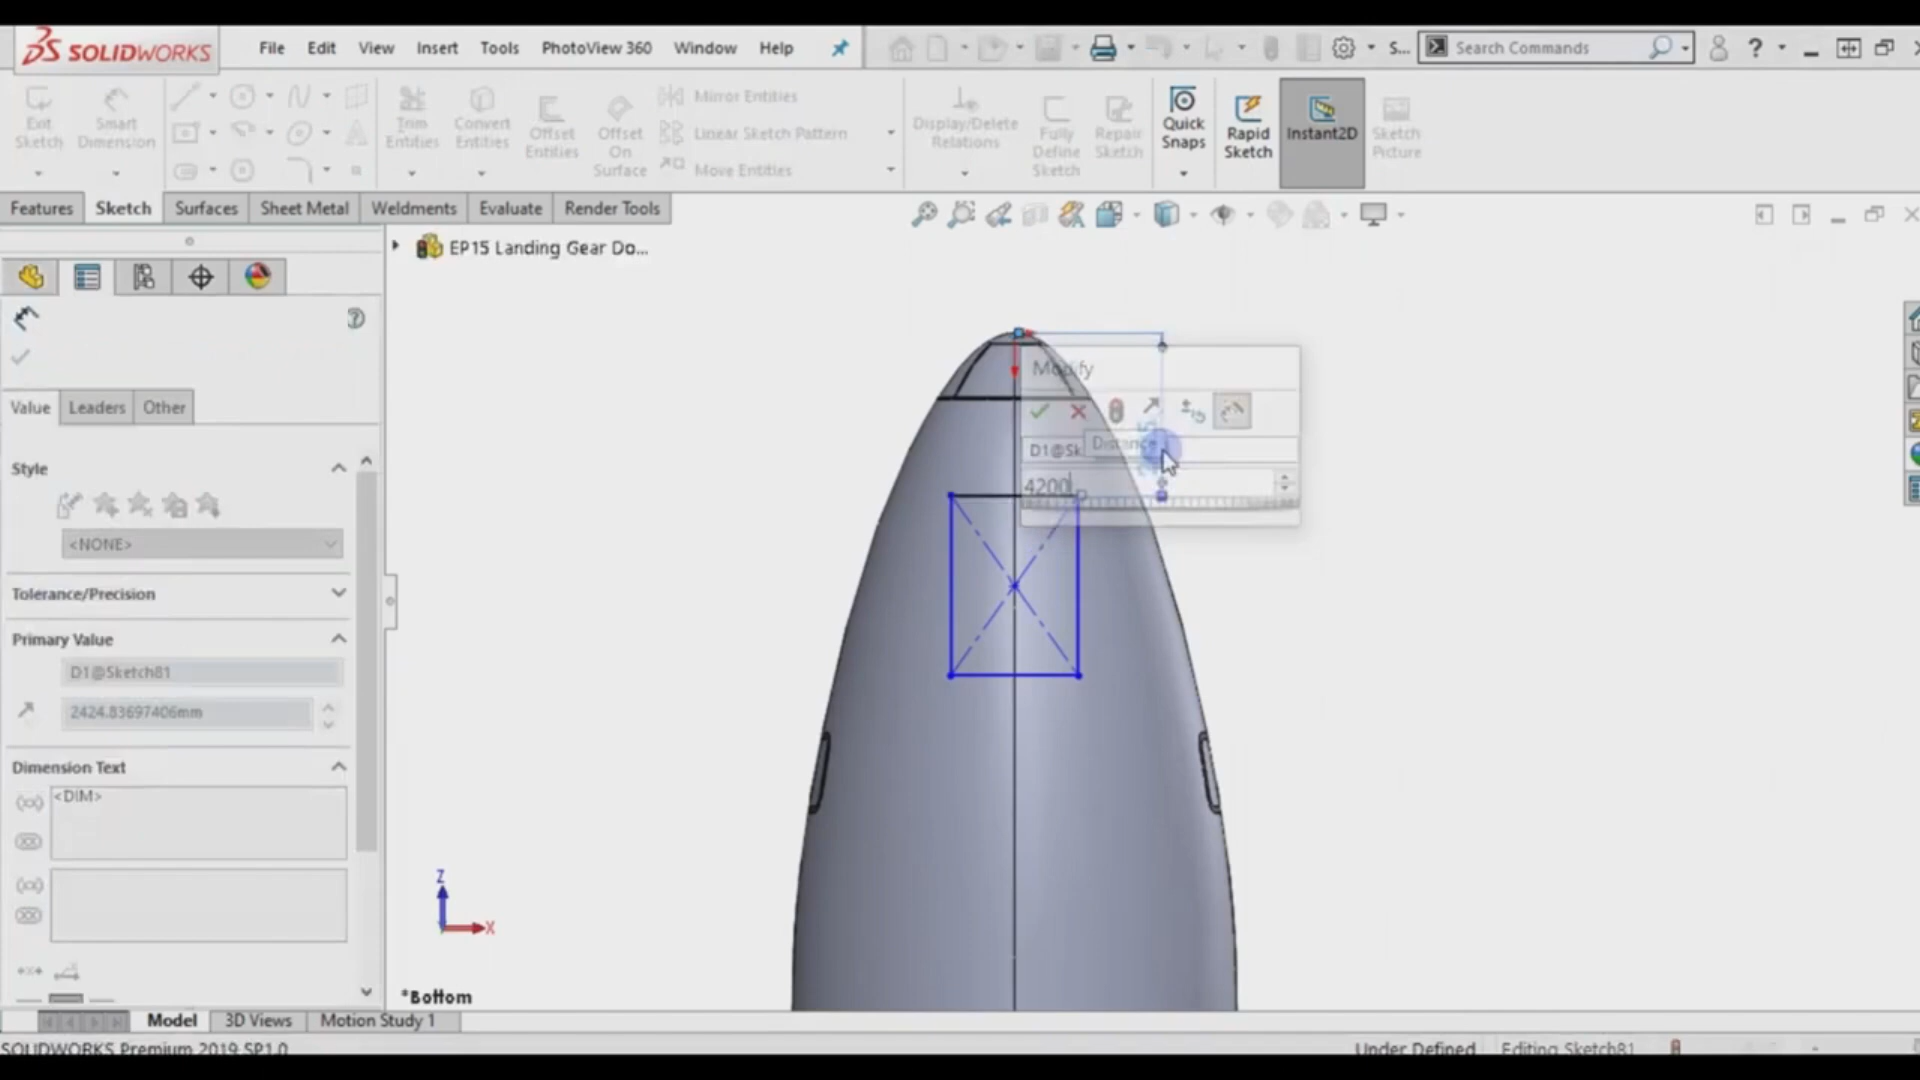 SOLIDWORKS File Edit View Insert Tools PhotoView 360 Window Help S... Search Commands ?
Exit Sketch
Smart Dimension
Trim Entities
Convert Entities
Offset Entities
Offset On Surface
Mirror Entities
Linear Sketch Pattern
Move Entities
Display/Delete Relations
Fully Define Sketch
Repair Sketch
Quick Snaps
Rapid Sketch
Instant2D
Sketch Picture
Features Sketch Surfaces Sheet Metal Weldments Evaluate Render Tools
EP15 Landing Gear Do...
Modify
Value Leaders Other
D1@Sk
Distance
4200
Style
<NONE>
Tolerance/Precision
Primary Value
D1@Sketch81
2424.83697406mm
Dimension Text
<DIM>
Z
X
*Bottom
Model 3D Views Motion Study 1
SOLIDWORKS Premium 2019 SP1.0 Under Defined Editing Sketch81